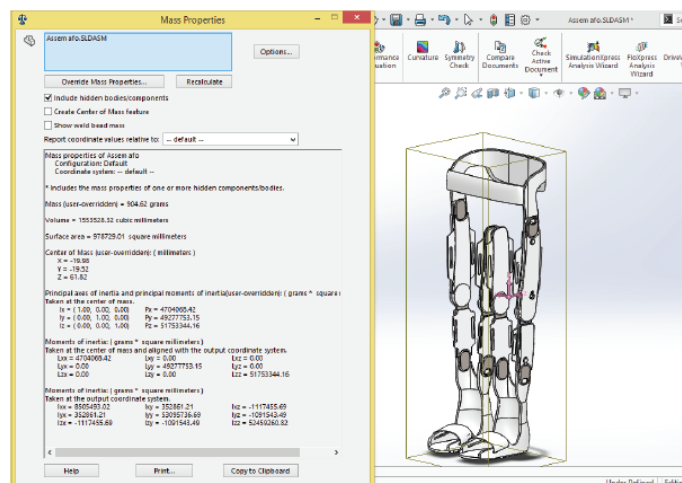 Mass Properties
Assem afo.SLDASM
Options...
Override Mass Properties...
Recalculate
Include hidden bodies/components
Create Center of Mass feature
Show weld bead mass
Report coordinate values relative to: -- default --
Mass properties of Assem afo
Configuration: Default
Coordinate system: -- default --
* Includes the mass properties of one or more hidden components/bodies.
Mass (user-overridden) = 904.62 grams
Volume = 1553528.32 cubic millimeters
Surface area = 978729.01 square millimeters
Center of Mass (user-overridden): ( millimeters )
X = -19.98
Y = -19.52
Z = 61.82
Principal axes of inertia and principal moments of inertia(user-overridden): ( grams * square
Taken at the center of mass.
Ix = ( 1.00, 0.00, 0.00) Px = 4704068.42
Iy = ( 0.00, 1.00, 0.00) Py = 49277753.15
Iz = ( 0.00, 0.00, 1.00) Pz = 51753344.16
Moments of inertia: ( grams * square millimeters )
Taken at the center of mass and aligned with the output coordinate system.
Lxx = 4704068.42 Lxy = 0.00 Lxz = 0.00
Lyx = 0.00 Lyy = 49277753.15 Lyz = 0.00
Lzx = 0.00 Lzy = 0.00 Lzz = 51753344.16
Moments of inertia: ( grams * square millimeters )
Taken at the output coordinate system.
Ixx = 8505493.02 Ixy = 352861.21 Ixz = -1117455.69
Iyx = 352861.21 Iyy = 53095736.69 Iyz = -1091543.49
Izx = -1117455.69 Izy = -1091543.49 Izz = 52459260.82
Help
Print...
Copy to Clipboard
Assem afo.SLDASM *
Curvature
Symmetry
Check
Compare
Documents
Check
Active
Document
SimulationXpress
Analysis Wizard
FloXpress
Analysis
Wizard
Under Defined